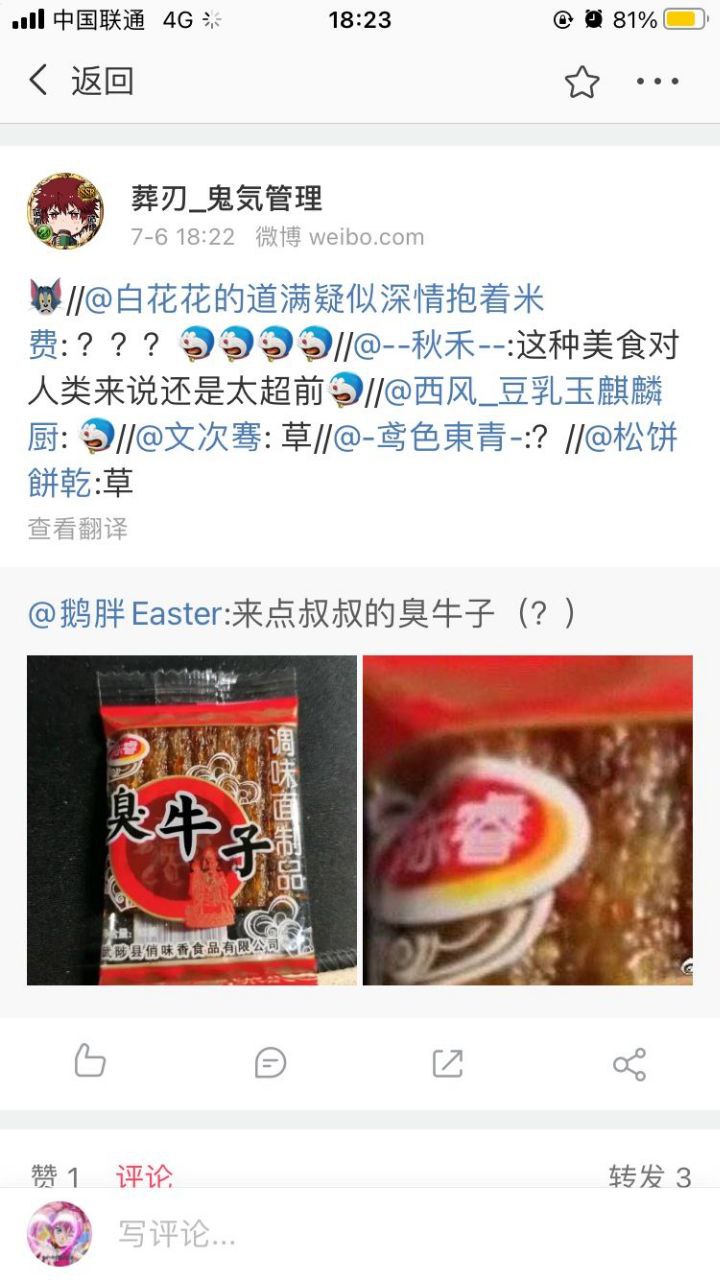 中国联通 4G 18:23 81%
返回
葬刃_鬼気管理
7-6 18:22 微博 weibo.com
//@白花花的道满疑似深情抱着米
费:？？？//@--秋禾--:这种美食对
人类来说还是太超前//@西风_豆乳玉麒麟
厨: //@文次骞: 草//@-鸢色東青-:？//@松饼
餅乾:草
查看翻译
@鹅胖Easter:来点叔叔的臭牛子（？）
臭牛子
调味面制品
武陟县俏味香食品有限公司
睿
赞 1 评论 转发 3
写评论...